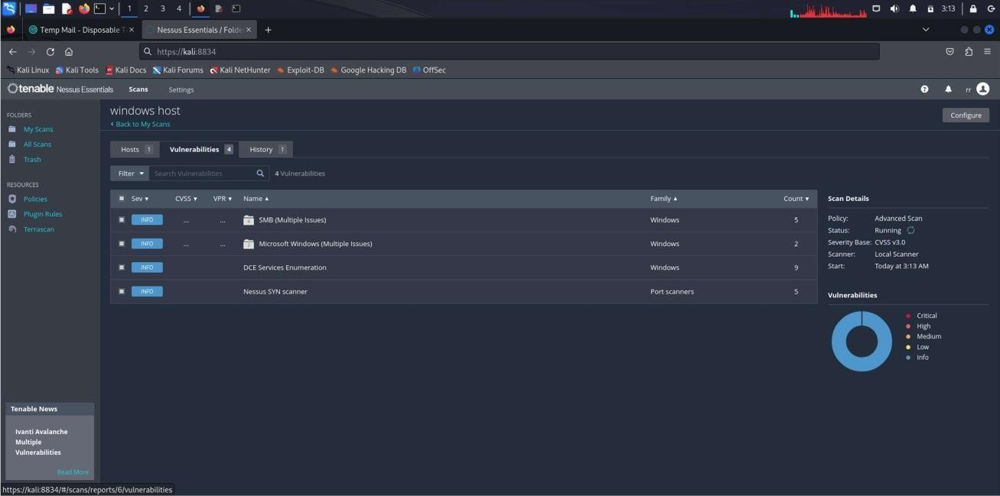 1 2 3 4 3:13
Temp Mail - Disposable T × Nessus Essentials / Folde × +
https://kali:8834
Kali Linux Kali Tools Kali Docs Kali Forums Kali NetHunter Exploit-DB Google Hacking DB OffSec
tenable Nessus Essentials Scans Settings rr
FOLDERS
My Scans
All Scans
Trash
RESOURCES
Policies
Plugin Rules
Terrascan
windows host
Back to My Scans
Configure
Hosts 1 Vulnerabilities 4 History 1
Filter Search Vulnerabilities 4 Vulnerabilities
Sev CVSS VPR Name Family Count
INFO ... ... 4 SMB (Multiple Issues) Windows 5
INFO ... ... 2 Microsoft Windows (Multiple Issues) Windows 2
INFO DCE Services Enumeration Windows 9
INFO Nessus SYN scanner Port scanners 5
Scan Details
Policy: Advanced Scan
Status: Running
Severity Base: CVSS v3.0
Scanner: Local Scanner
Start: Today at 3:13 AM
Vulnerabilities
Critical
High
Medium
Low
Info
Tenable News
Ivanti Avalanche
Multiple
Vulnerabilities
Read More
https://kali:8834/#/scans/reports/6/vulnerabilities